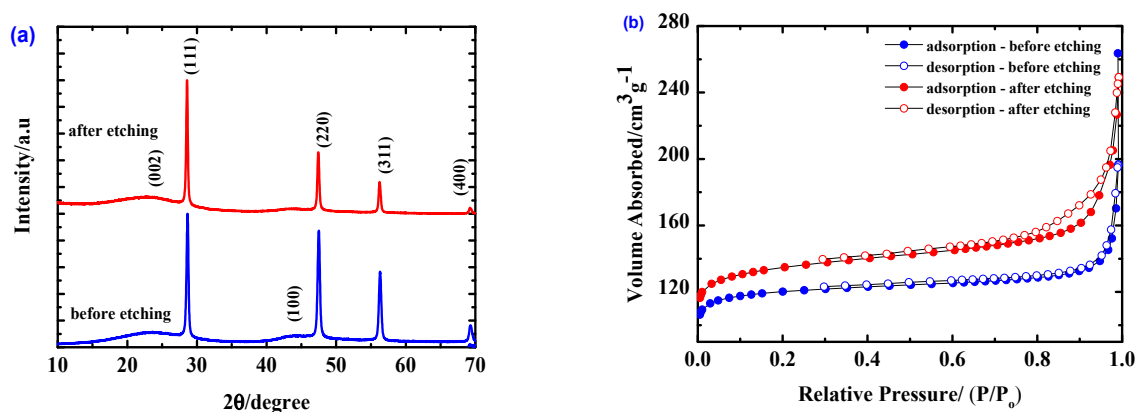 (a)
(111)
after etching
(002)
(220)
(311)
(400)
before etching
(100)
Intensity/a.u
10 20 30 40 50 60 70
2θ/degree
(b)
280
240
200
160
120
Volume Absorbed/cm³g⁻¹
adsorption - before etching
desorption - before etching
adsorption - after etching
desorption - after etching
0.0 0.2 0.4 0.6 0.8 1.0
Relative Pressure/ (P/Pₒ)